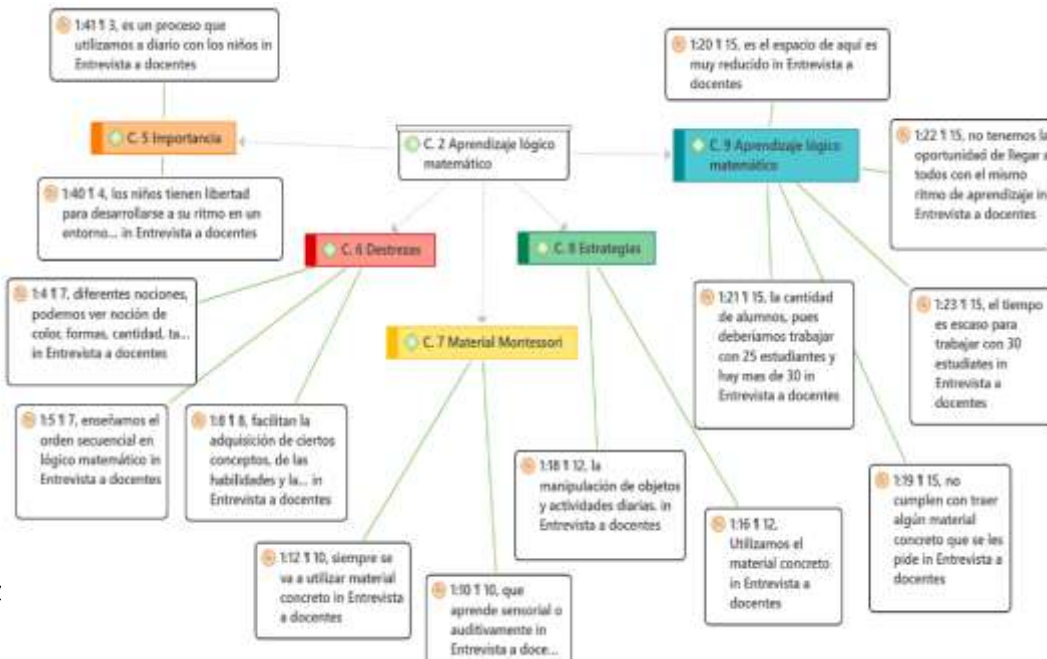 1:41 ¶ 3, es un proceso que
utilizamos a diario con los niños in
Entrevista a docentes
1:20 ¶ 15, es el espacio de aquí es
muy reducido in Entrevista a
docentes
C. 5 Importancia
C. 2 Aprendizaje lógico
matemático
C. 9 Aprendizaje lógico
matemático
1:22 ¶ 15, no tenemos la
oportunidad de llegar a
todos con el mismo
ritmo de aprendizaje in
Entrevista a docentes
1:40 ¶ 4, los niños tienen libertad
para desarrollarse a su ritmo en un
entorno... in Entrevista a docentes
C. 6 Destrezas
C. 8 Estrategias
1:4 ¶ 7, diferentes nociones,
podemos ver noción de
color, formas, cantidad, ta...
in Entrevista a docentes
1:21 ¶ 15, la cantidad
de alumnos, pues
deberiamos trabajar
con 25 estudiantes y
hay mas de 30 in
Entrevista a docentes
1:23 ¶ 15, el tiempo
es escaso para
trabajar con 30
estudiates in
Entrevista a
docentes
C. 7 Material Montessori
1:5 ¶ 7, enseñamos el
orden secuencial en
lógico matemático in
Entrevista a docentes
1:8 ¶ 8, facilitan la
adquisición de ciertos
conceptos, de las
habilidades y la... in
Entrevista a docentes
1:18 ¶ 12, la
manipulación de objetos
y actividades diarias. in
Entrevista a docentes
1:16 ¶ 12,
Utilizamos el
material concreto
in Entrevista a
docentes
1:19 ¶ 15, no
cumplen con traer
algún material
concreto que se les
pide in Entrevista a
docentes
1:12 ¶ 10, siempre se
va a utilizar material
concreto in Entrevista
a docentes
1:10 ¶ 10, que
aprende sensorial o
auditivamente in
Entrevista a doce...